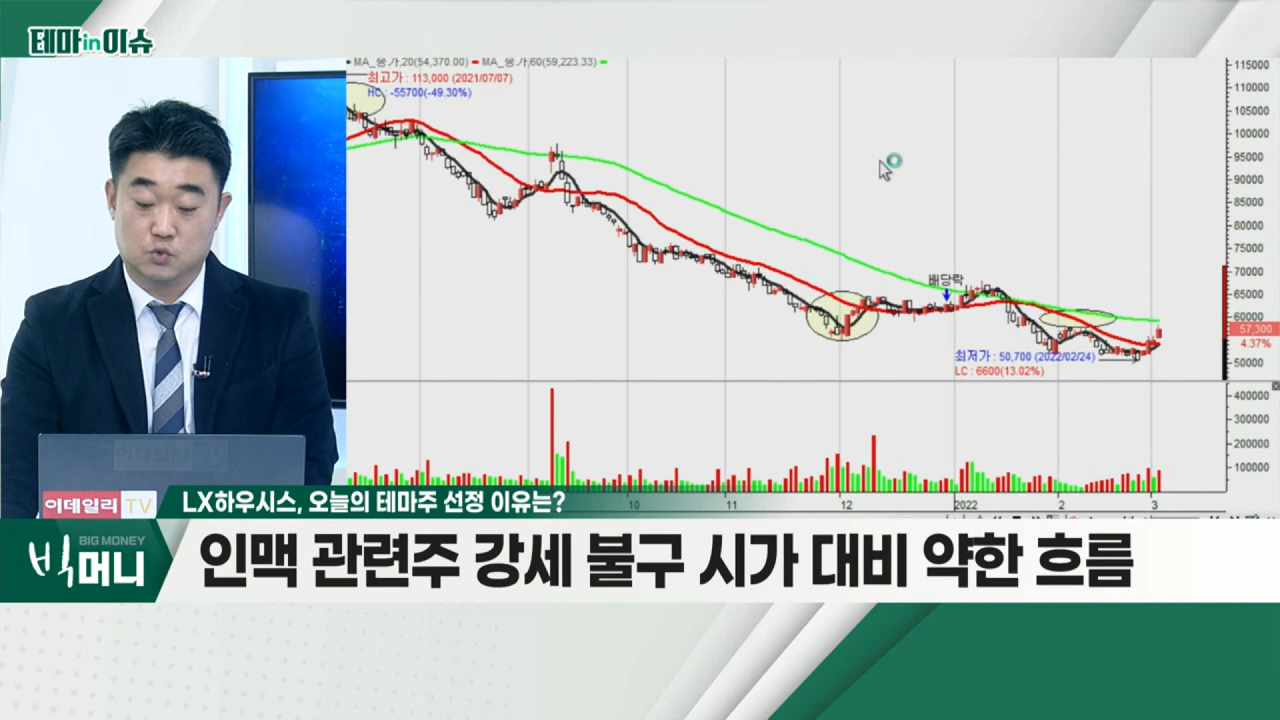 테마in이슈
MA_종가,20(54,370.00) MA_종가,60(59,223.33)
최고가 : 113,000 (2021/07/07)
HC : -55700(-49.30%)
115000
110000
105000
100000
95000
90000
85000
80000
75000
70000
65000
60000
57,300
4.37%
50000
배당락
최저가 : 50,700 (2022/02/24)
LC : 6600(13.02%)
400000
300000
200000
100000
10 11 12 2022 2 3
이데일리 TV
이데일리TV
LX하우시스, 오늘의 테마주 선정 이유는?
BIG MONEY
빅머니
인맥 관련주 강세 불구 시가 대비 약한 흐름